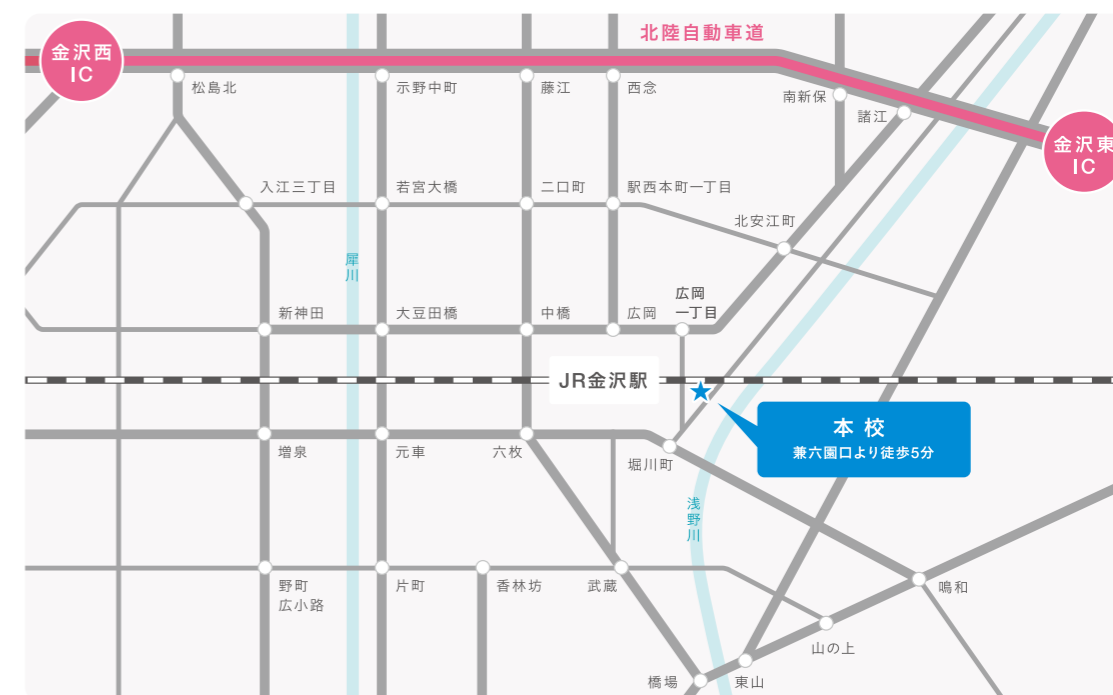 金沢西
IC
北陸自動車道
松島北
示野中町
藤江
西念
南新保
諸江
金沢東
IC
入江三丁目
若宮大橋
二口町
駅西本町一丁目
北安江町
犀川
新神田
大豆田橋
中橋
広岡
広岡
一丁目
JR金沢駅
本校
兼六園口より徒歩5分
増泉
元車
六枚
堀川町
浅野川
野町
広小路
片町
香林坊
武蔵
鳴和
山の上
橋場
東山